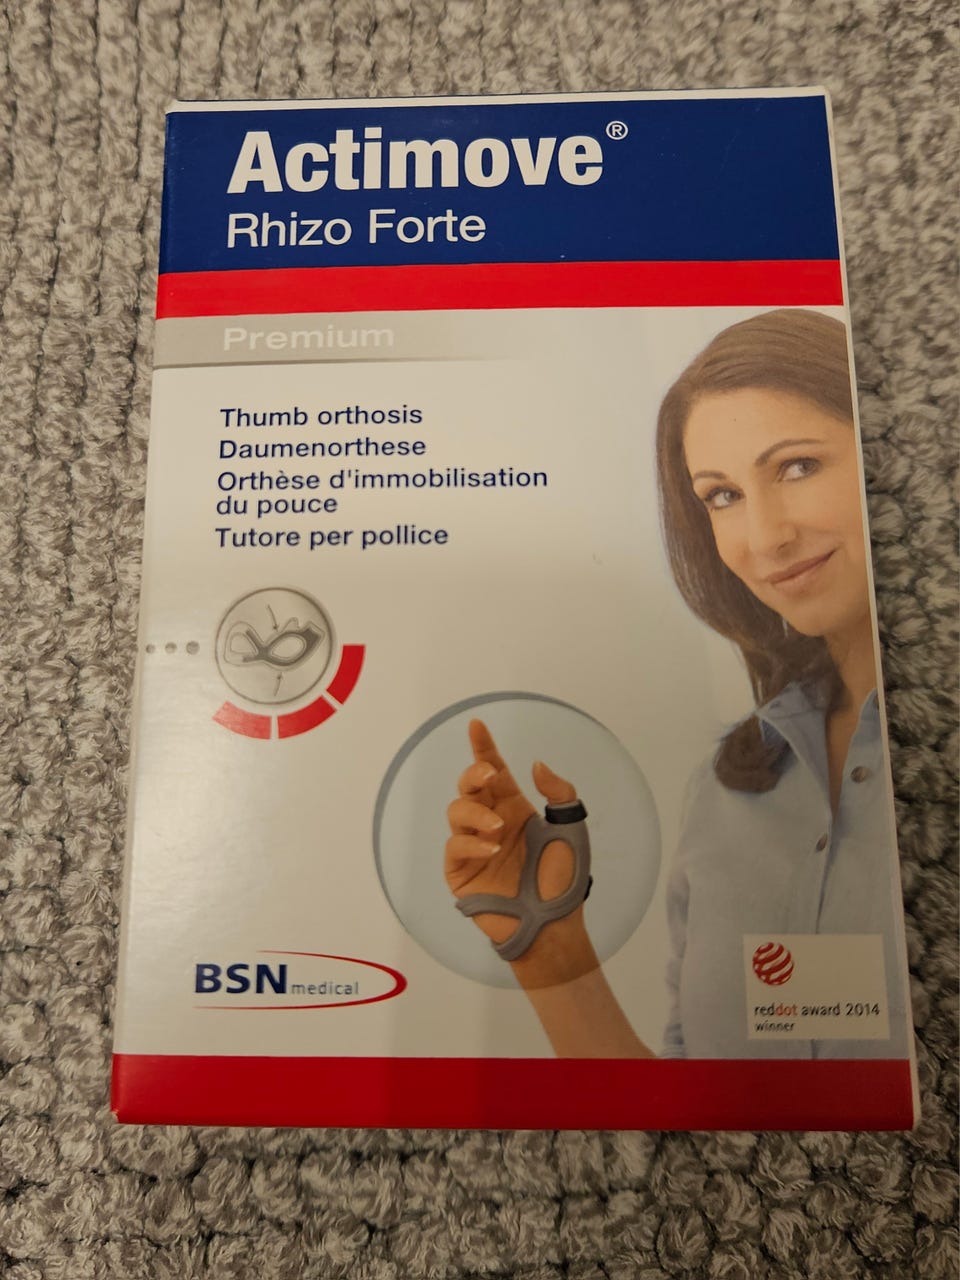 Actimove®
Rhizo Forte
Premium
Thumb orthosis
Daumenorthese
Orthèse d'immobilisation
du pouce
Tutore per pollice
BSN medical
reddot award 2014
winner